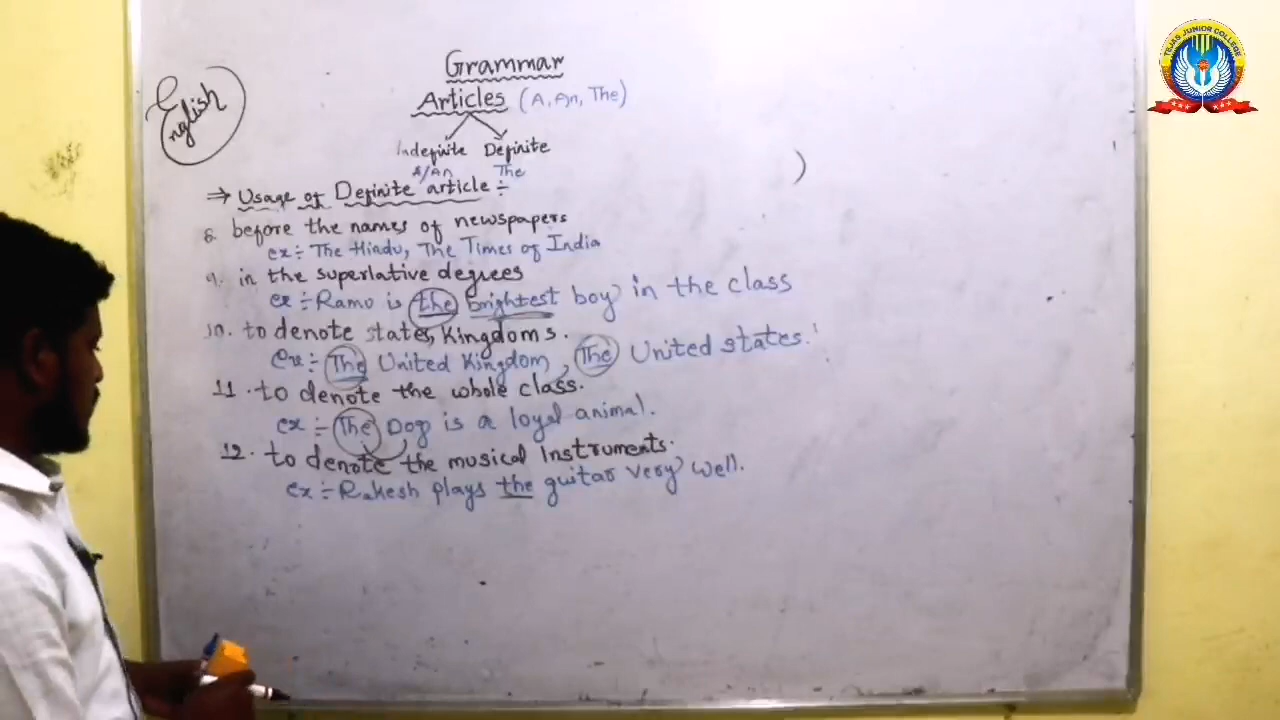 English
Grammar
Articles (A, An, The)
Indefinite Definite
A/An The
⇒ Usage of Definite article ÷
8. before the names of newspapers
ex ÷ The Hindu, The Times of India
9. in the superlative degrees
ex ÷ Ramu is the brightest boy in the class
10. to denote states, Kingdoms.
ex ÷ The United Kingdom, The United states.
11. to denote the whole class.
ex ÷ The Dog is a loyal animal.
12. to denote the musical Instruments.
ex ÷ Rakesh plays the guitar very well.
TEJAS JUNIOR COLLEGE